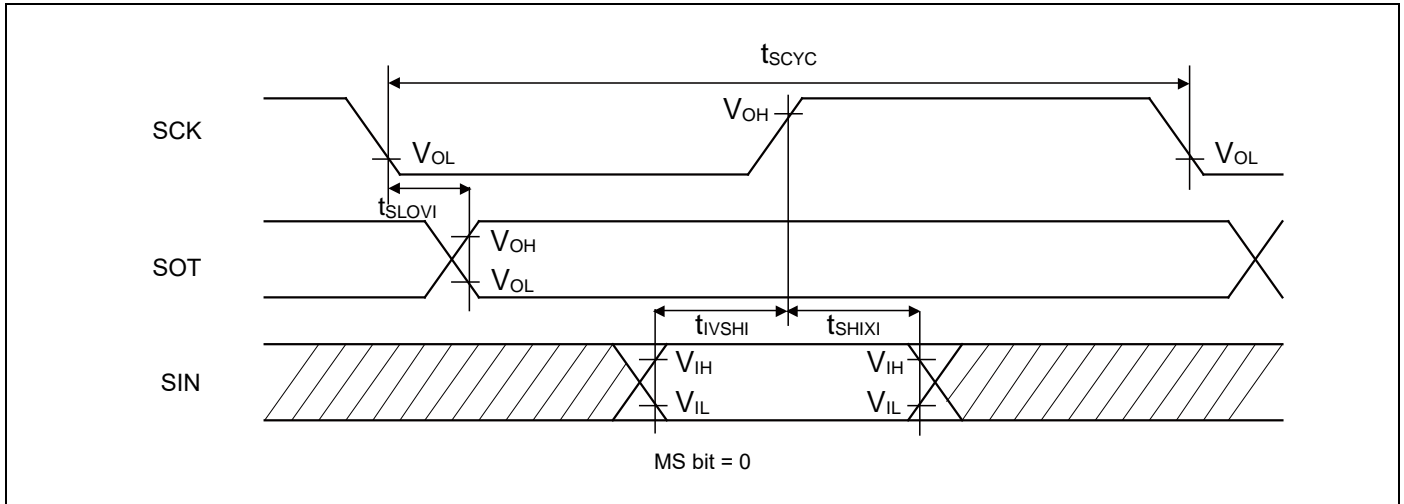 tSCYC
SCK
VOH
VOL
VOL
tSLOVI
SOT
VOH
VOL
tIVSHI
tSHIXI
SIN
VIH
VIH
VIL
VIL
MS bit = 0